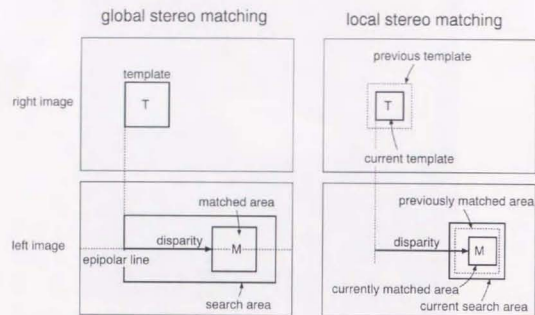 global stereo matching
local stereo matching
right image
template
T
previous template
T
current template
left image
matched area
disparity
M
epipolar line
search area
previously matched area
disparity
M
currently matched area
current search area